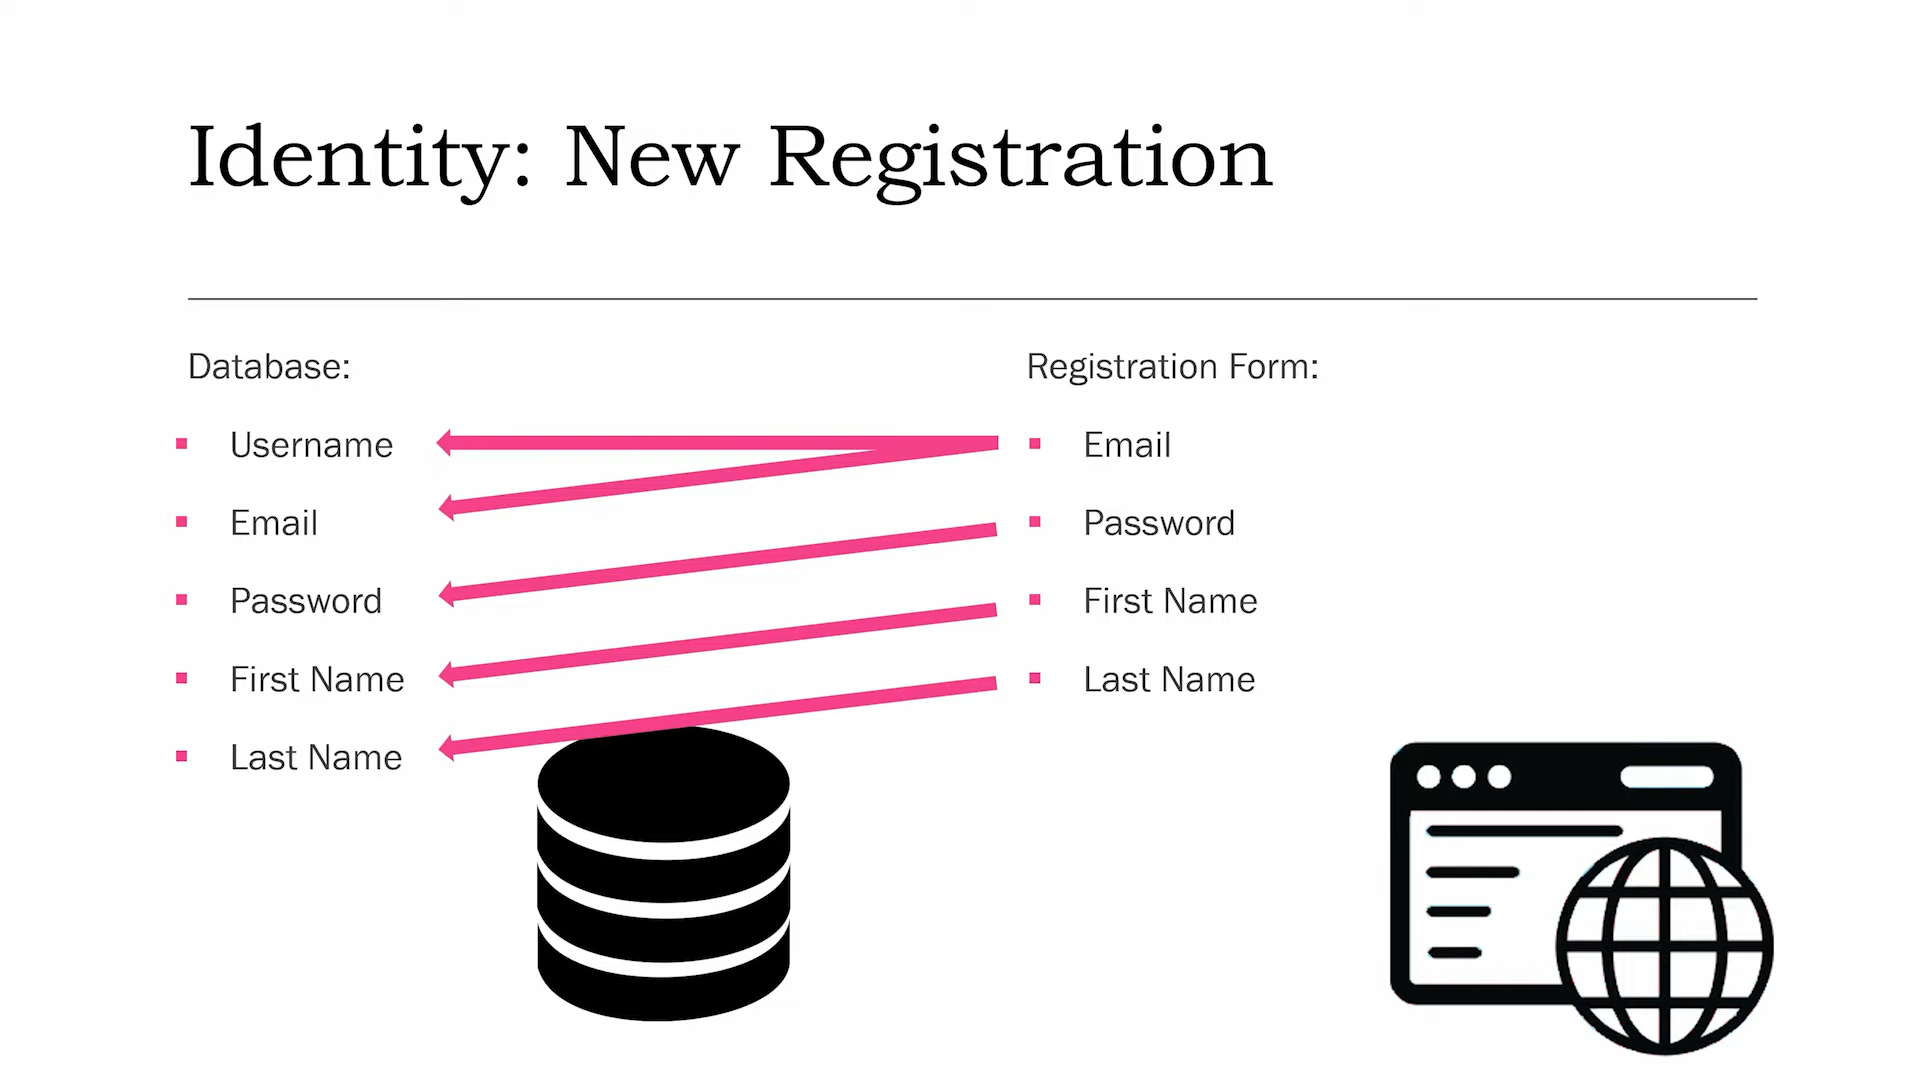 Identity: New Registration
Database:
Username
Email
Password
First Name
Last Name
Registration Form:
Email
Password
First Name
Last Name